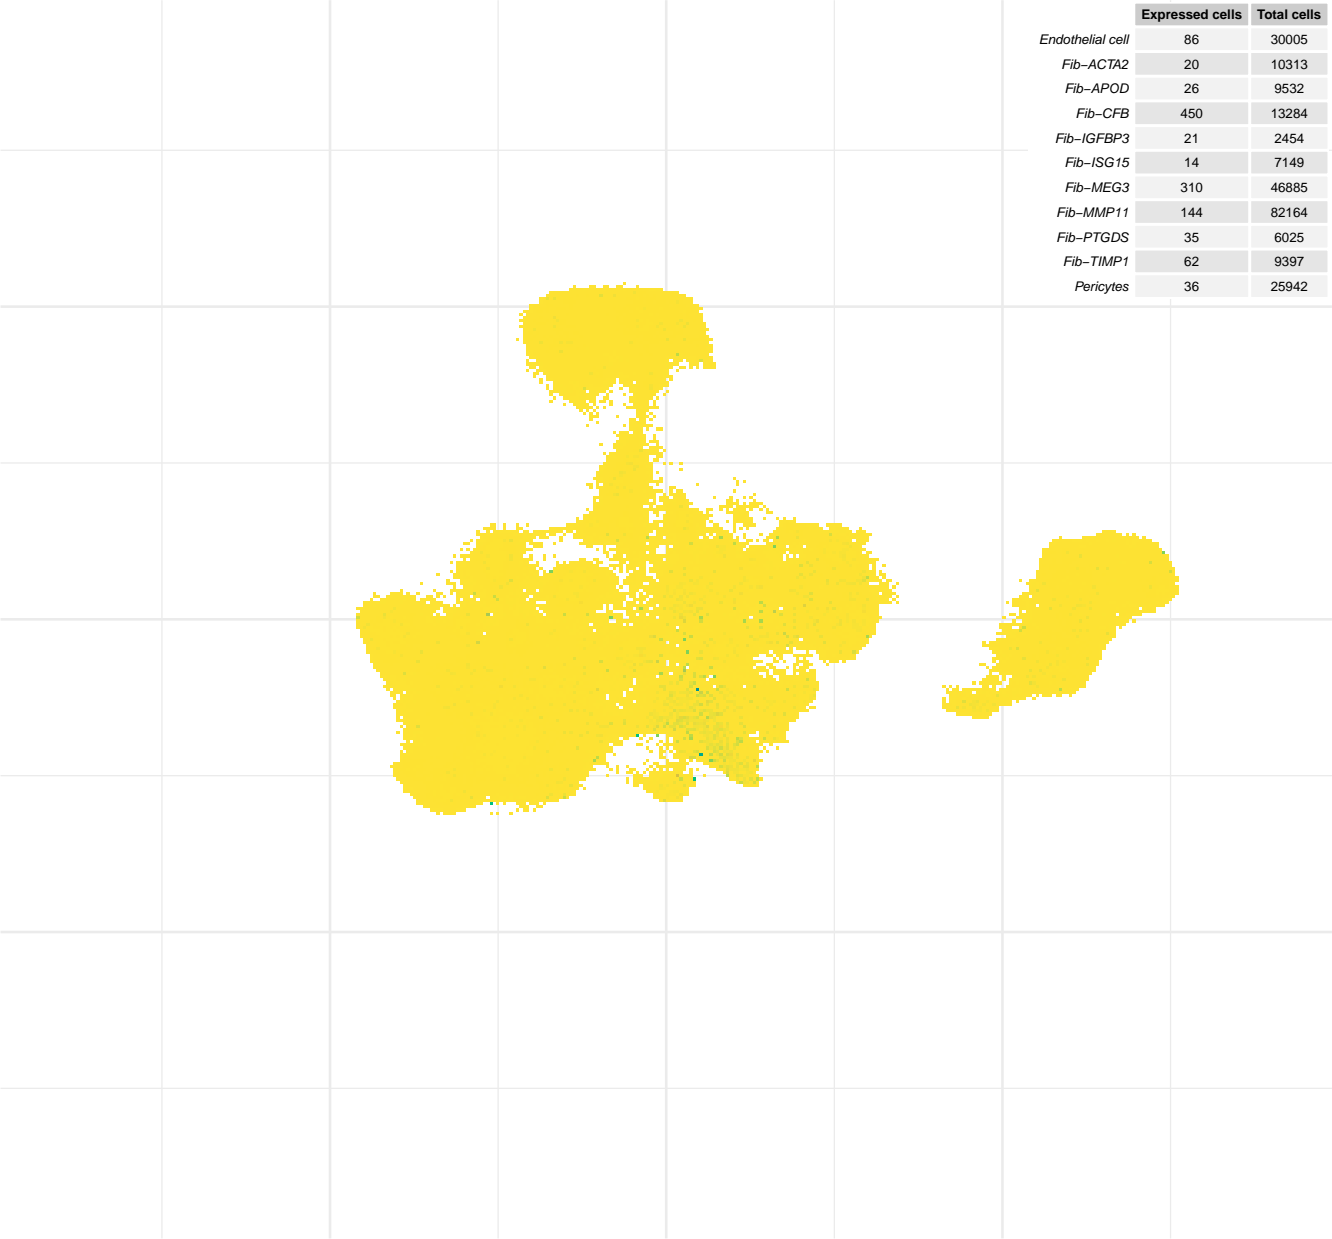 Expressed cells Total cells
Endothelial cell 86 30005
Fib−ACTA2 20 10313
Fib−APOD 26 9532
Fib−CFB 450 13284
Fib−IGFBP3 21 2454
Fib−ISG15 14 7149
Fib−MEG3 310 46885
Fib−MMP11 144 82164
Fib−PTGDS 35 6025
Fib−TIMP1 62 9397
Pericytes 36 25942